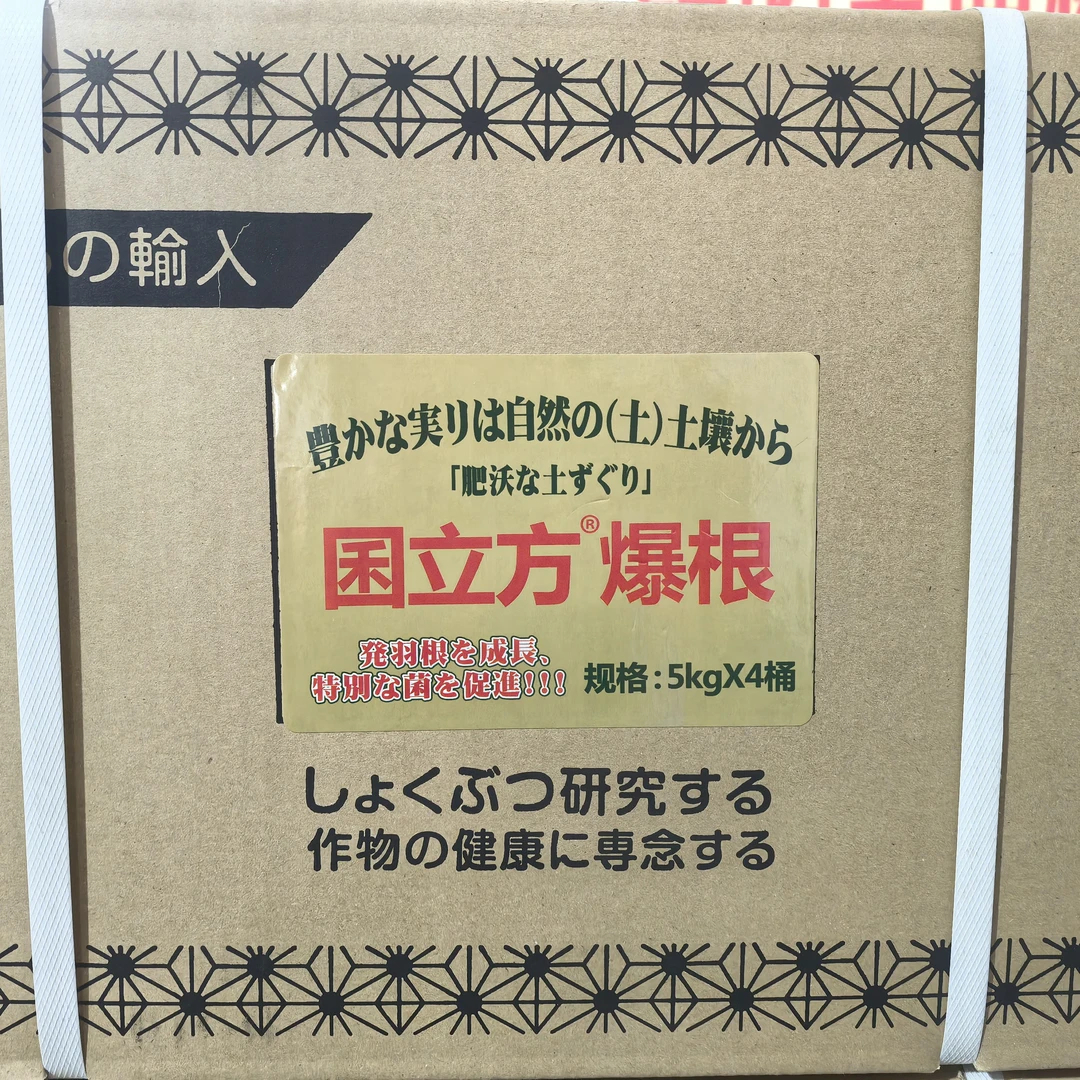 の輸入
豊かな実りは自然の(土)土壤から
「肥沃な土ずぐり」
囷立方®爆根
発羽根を成長、
特別な菌を促進!!!
规格:5kgX4桶
しょくぶつ研究する
作物の健康に専念する